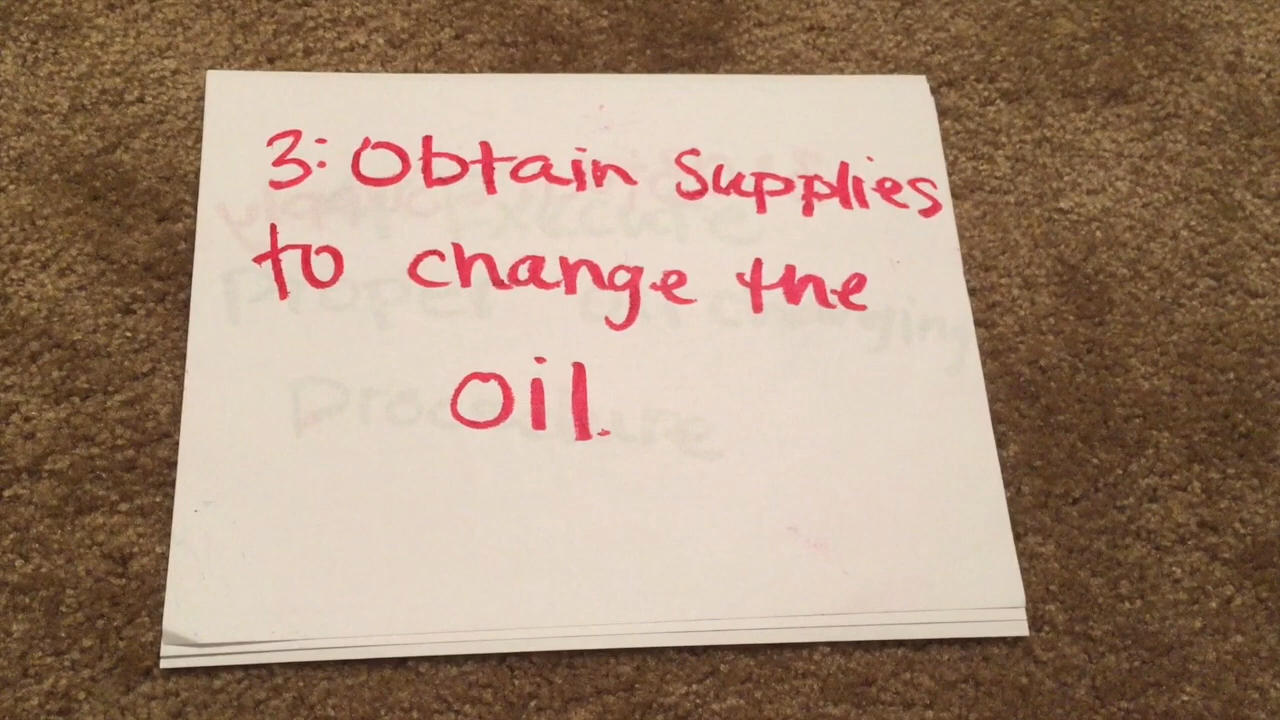 3: Obtain Supplies
to change the
oil.